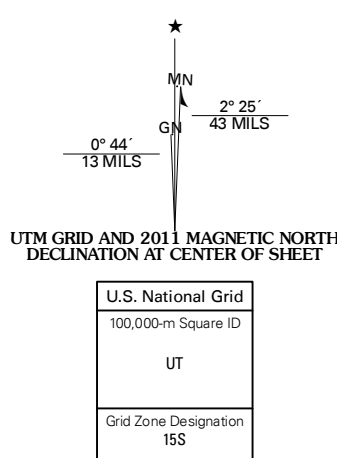 ★
MN
GN
2° 25´
43 MILS
0° 44´
13 MILS
UTM GRID AND 2011 MAGNETIC NORTH
DECLINATION AT CENTER OF SHEET
U.S. National Grid
100,000-m Square ID
UT
Grid Zone Designation
15S